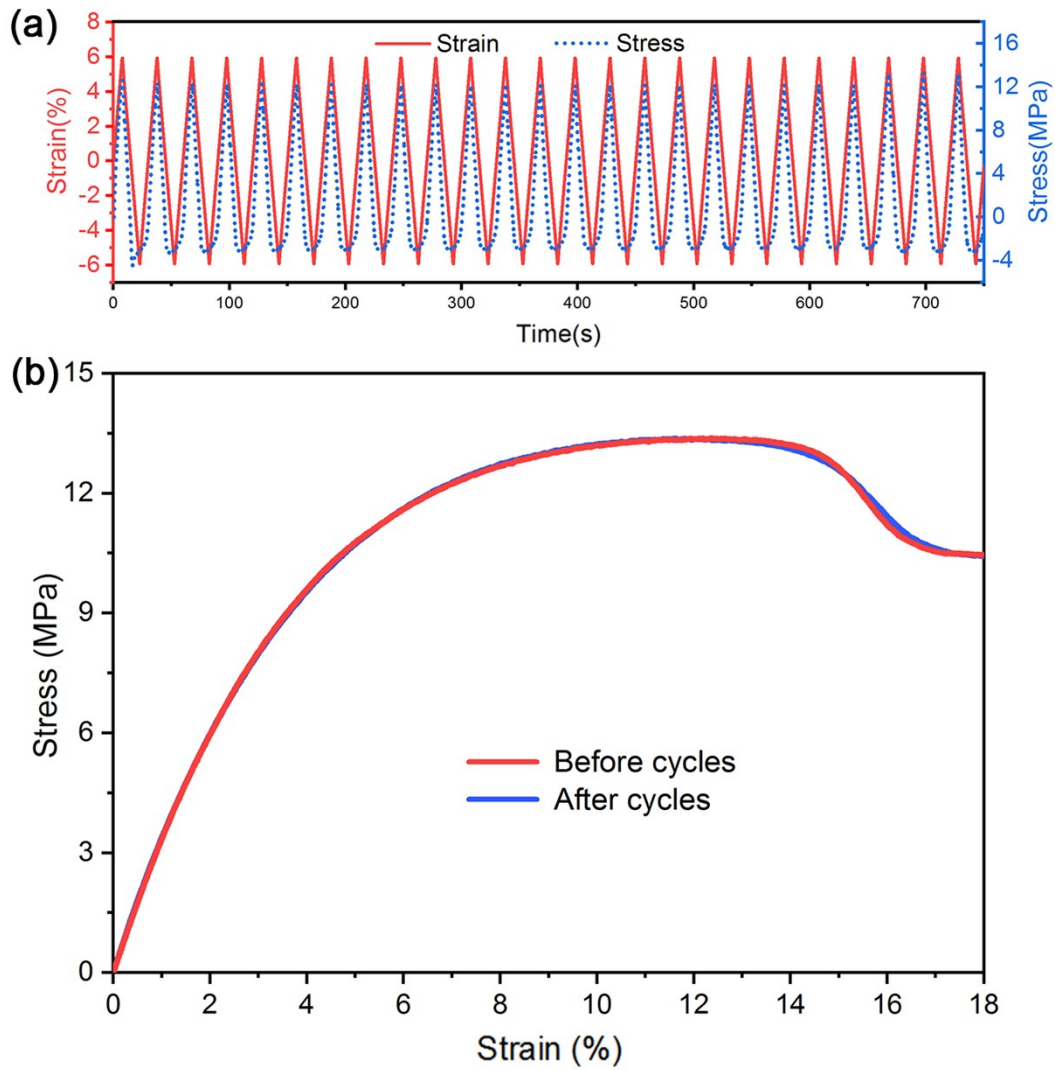 (a)
Strain
Stress
8
6
4
2
0
-2
-4
-6
Strain(%)
16
12
8
4
0
-4
Stress(MPa)
0 100 200 300 400 500 600 700
Time(s)
(b)
15
12
9
6
3
0
Stress (MPa)
Before cycles
After cycles
0 2 4 6 8 10 12 14 16 18
Strain (%)